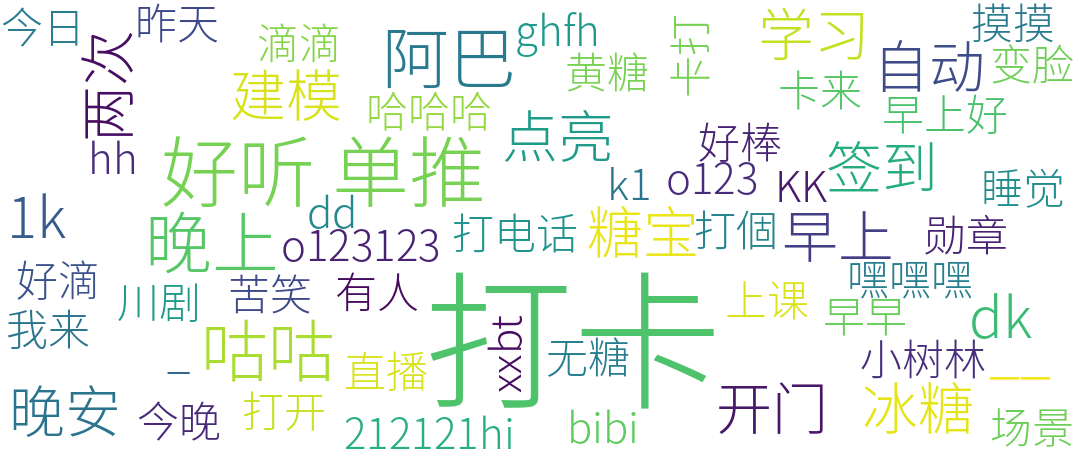 今日
昨天
两次
滴滴
建模
hh
哈哈哈
阿巴
ghfh
黄糖
打卡
学习
卡来
自动
摸摸
变脸
早上好
好听
单推
点亮
好棒
o123
k1
KK
签到
睡觉
1k
晚上
dd
o123123
打电话
糖宝
打個
早上
勋章
好滴
川剧
苦笑
有人
打卡
xxbt
上课
嘿嘿嘿
早早
dk
我来
咕咕
直播
无糖
小树林
_
__
晚安
今晚
打开
212121hi
bibi
开门
冰糖
场景